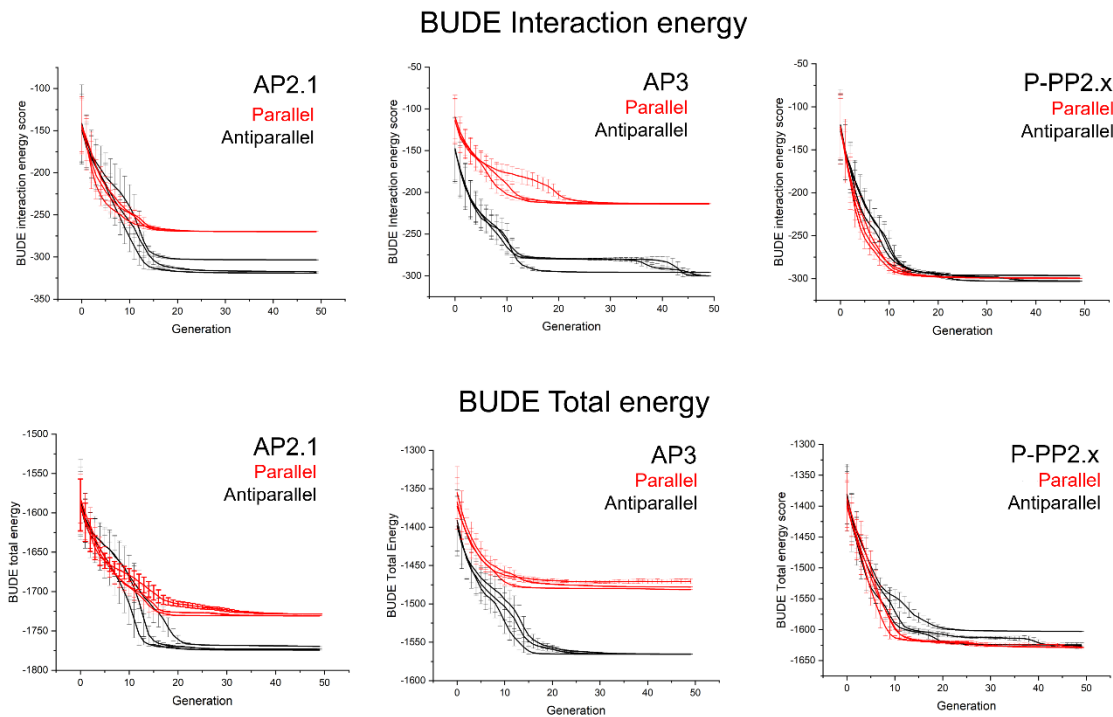 BUDE Interaction energy
AP2.1
Parallel
Antiparallel
BUDE interaction energy score
-100
-150
-200
-250
-300
-350
0 10 20 30 40 50
Generation
AP3
Parallel
Antiparallel
BUDE Interaction energy score
-50
-100
-150
-200
-250
-300
0 10 20 30 40 50
Generation
P-PP2.x
Parallel
Antiparallel
BUDE interaction energy score
-50
-100
-150
-200
-250
-300
0 10 20 30 40 50
Generation
BUDE Total energy
AP2.1
Parallel
Antiparallel
BUDE total energy
-1500
-1550
-1600
-1650
-1700
-1750
-1800
0 10 20 30 40 50
Generation
AP3
Parallel
Antiparallel
BUDE Total Energy
-1300
-1350
-1400
-1450
-1500
-1550
-1600
0 10 20 30 40 50
Generation
P-PP2.x
Parallel
Antiparallel
BUDE Total energy score
-1300
-1350
-1400
-1450
-1500
-1550
-1600
-1650
0 10 20 30 40 50
Generation